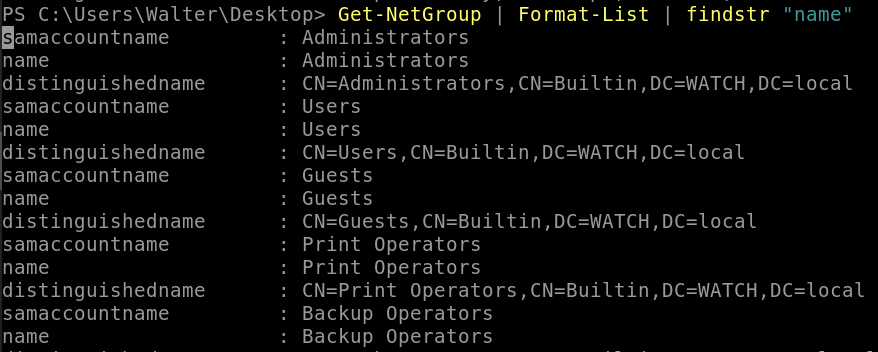 PS C:\Users\Walter\Desktop> Get-NetGroup | Format-List | findstr "name"
samaccountname : Administrators
name : Administrators
distinguishedname : CN=Administrators,CN=Builtin,DC=WATCH,DC=local
samaccountname : Users
name : Users
distinguishedname : CN=Users,CN=Builtin,DC=WATCH,DC=local
samaccountname : Guests
name : Guests
distinguishedname : CN=Guests,CN=Builtin,DC=WATCH,DC=local
samaccountname : Print Operators
name : Print Operators
distinguishedname : CN=Print Operators,CN=Builtin,DC=WATCH,DC=local
samaccountname : Backup Operators
name : Backup Operators